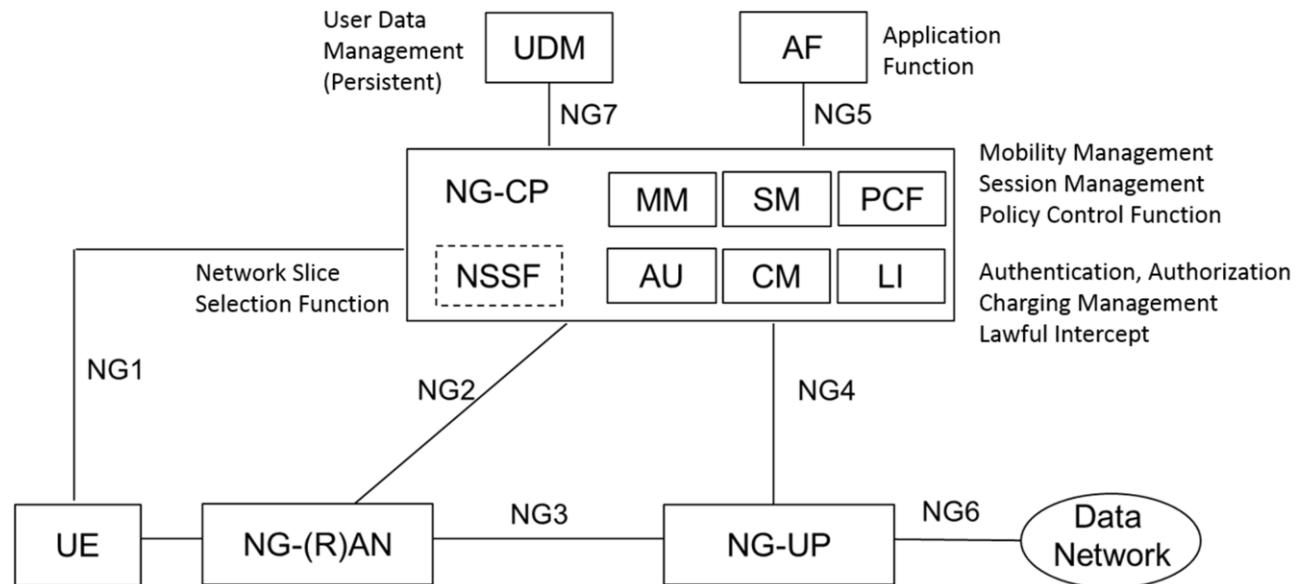 User Data
Management
(Persistent)
UDM
AF
Application
Function
NG7
NG5
NG-CP
MM
SM
PCF
Mobility Management
Session Management
Policy Control Function
Network Slice
Selection Function
NSSF
AU
CM
LI
Authentication, Authorization
Charging Management
Lawful Intercept
NG1
NG2
NG4
UE
NG-(R)AN
NG3
NG-UP
NG6
Data
Network